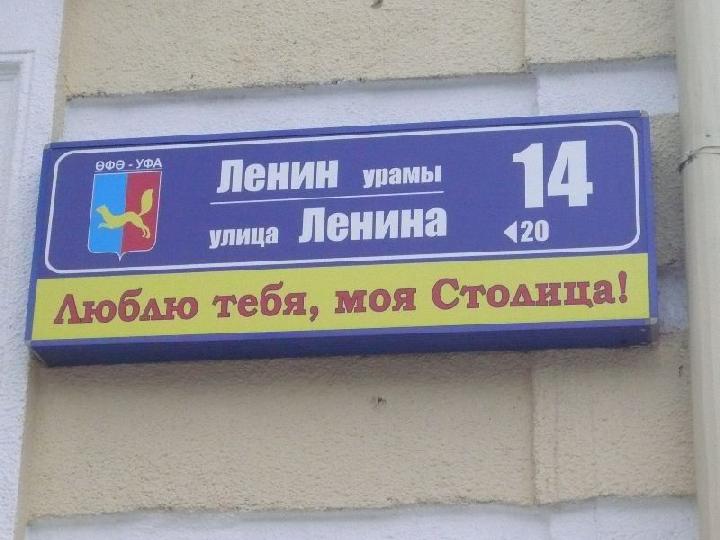 ӨФӨ - УФА
Ленин урамы
улица Ленина
14
◄20
Люблю тебя, моя Столица!